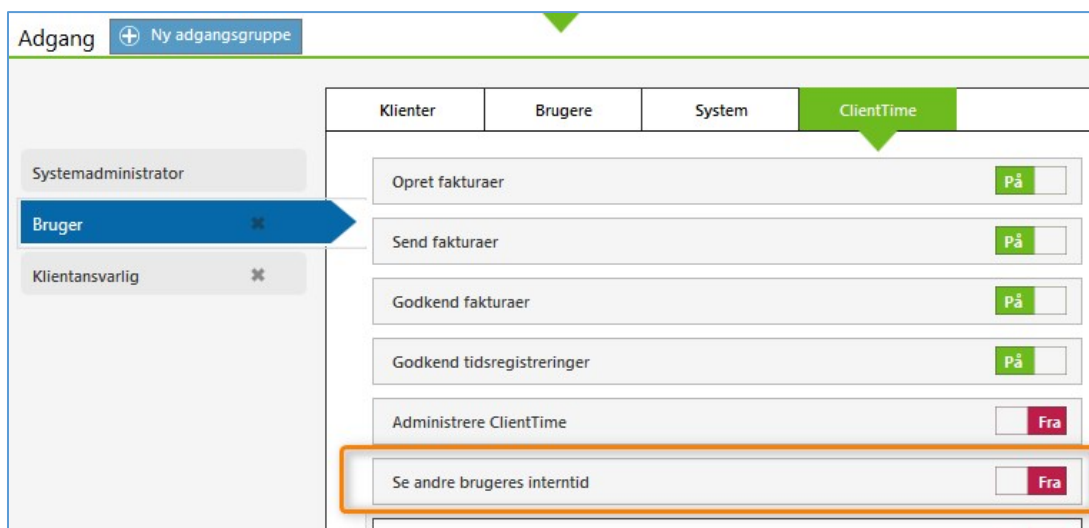 Adgang Ny adgangsgruppe
Klienter Brugere System ClientTime
Systemadministrator
Bruger
Klientansvarlig
Opret fakturaer På
Send fakturaer På
Godkend fakturaer På
Godkend tidsregistreringer På
Administrere ClientTime Fra
Se andre brugeres interntid Fra